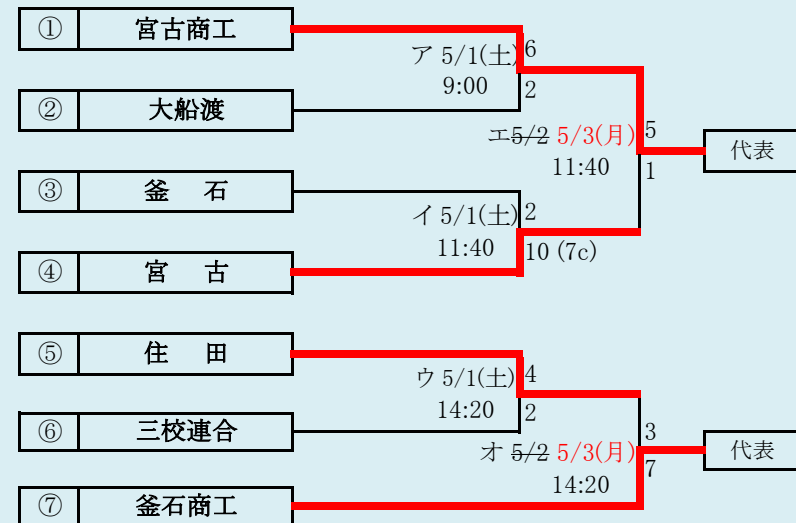 ① 宮古商工
ア 5/1(土) 6
9:00 2
② 大船渡
エ5/2 5/3(月) 5
11:40 1
代表
③ 釜 石
イ 5/1(土) 2
11:40 10 (7c)
④ 宮 古
⑤ 住 田
ウ 5/1(土) 4
14:20 2
⑥ 三校連合
オ 5/2 5/3(月) 3
14:20 7
代表
⑦ 釜石商工